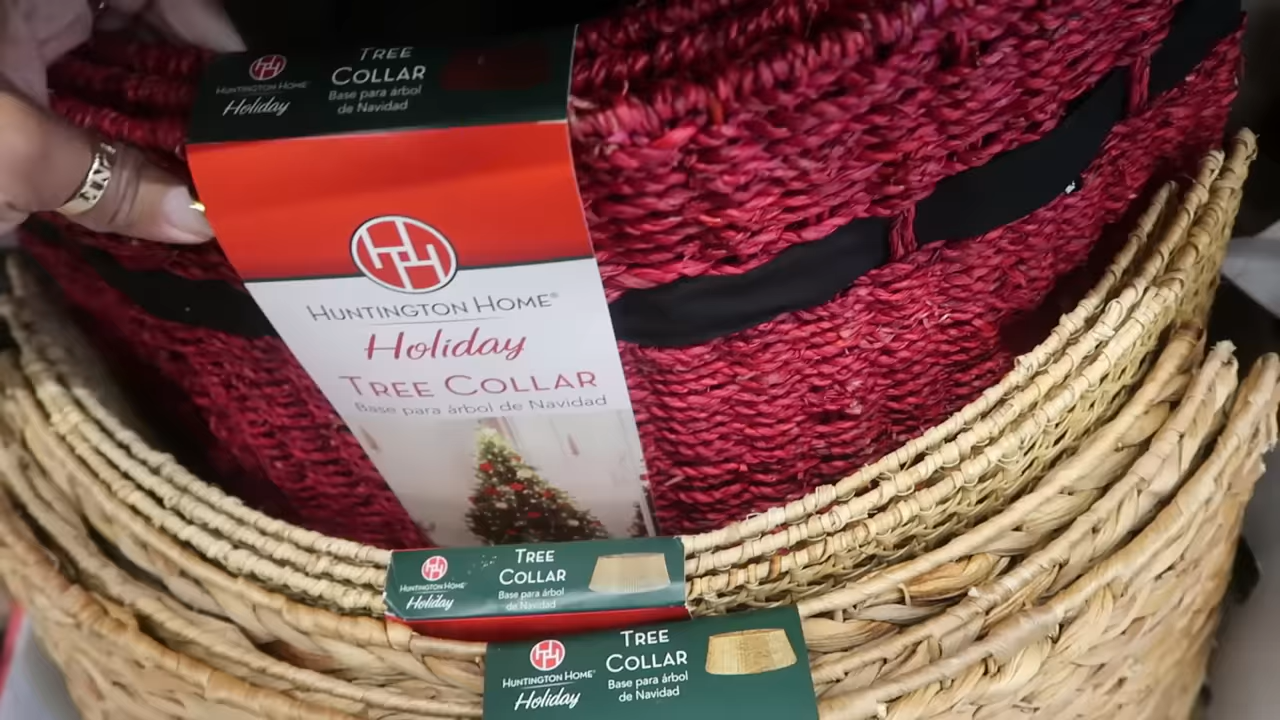 HUNTINGTON HOME
Holiday
TREE
COLLAR
Base para árbol
de Navidad
HUNTINGTON HOME®
Holiday
TREE COLLAR
Base para árbol de Navidad
HUNTINGTON HOME
Holiday
TREE
COLLAR
Base para árbol
de Navidad
HUNTINGTON HOME
Holiday
TREE
COLLAR
Base para árbol
de Navidad